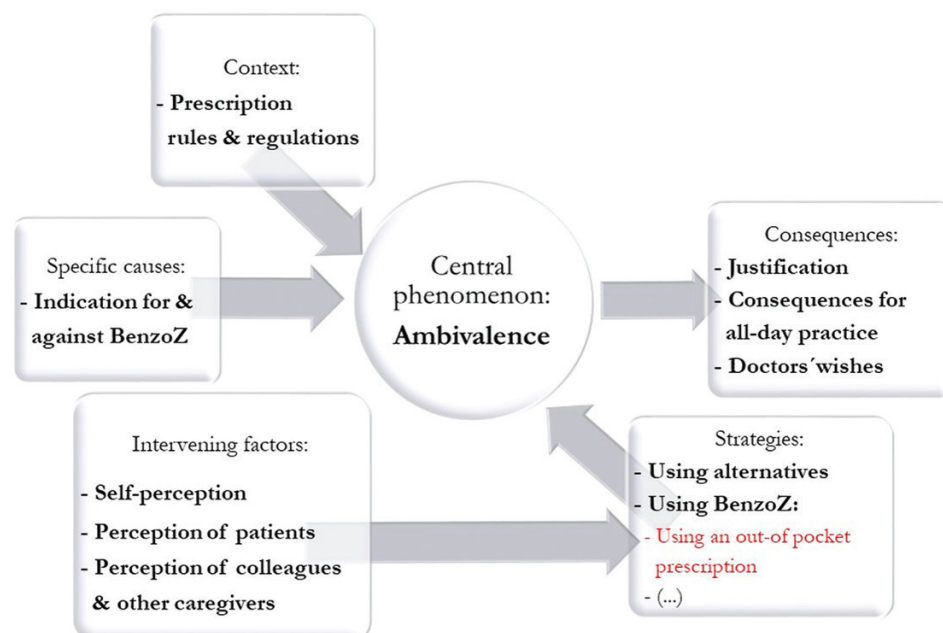 Context:
- Prescription
rules & regulations
Specific causes:
- Indication for &
against BenzoZ
Central
phenomenon:
Ambivalence
Consequences:
- Justification
- Consequences for
all-day practice
- Doctors´wishes
Intervening factors:
- Self-perception
- Perception of patients
- Perception of colleagues
& other caregivers
Strategies:
- Using alternatives
- Using BenzoZ:
- Using an out-of pocket
prescription
- (...)